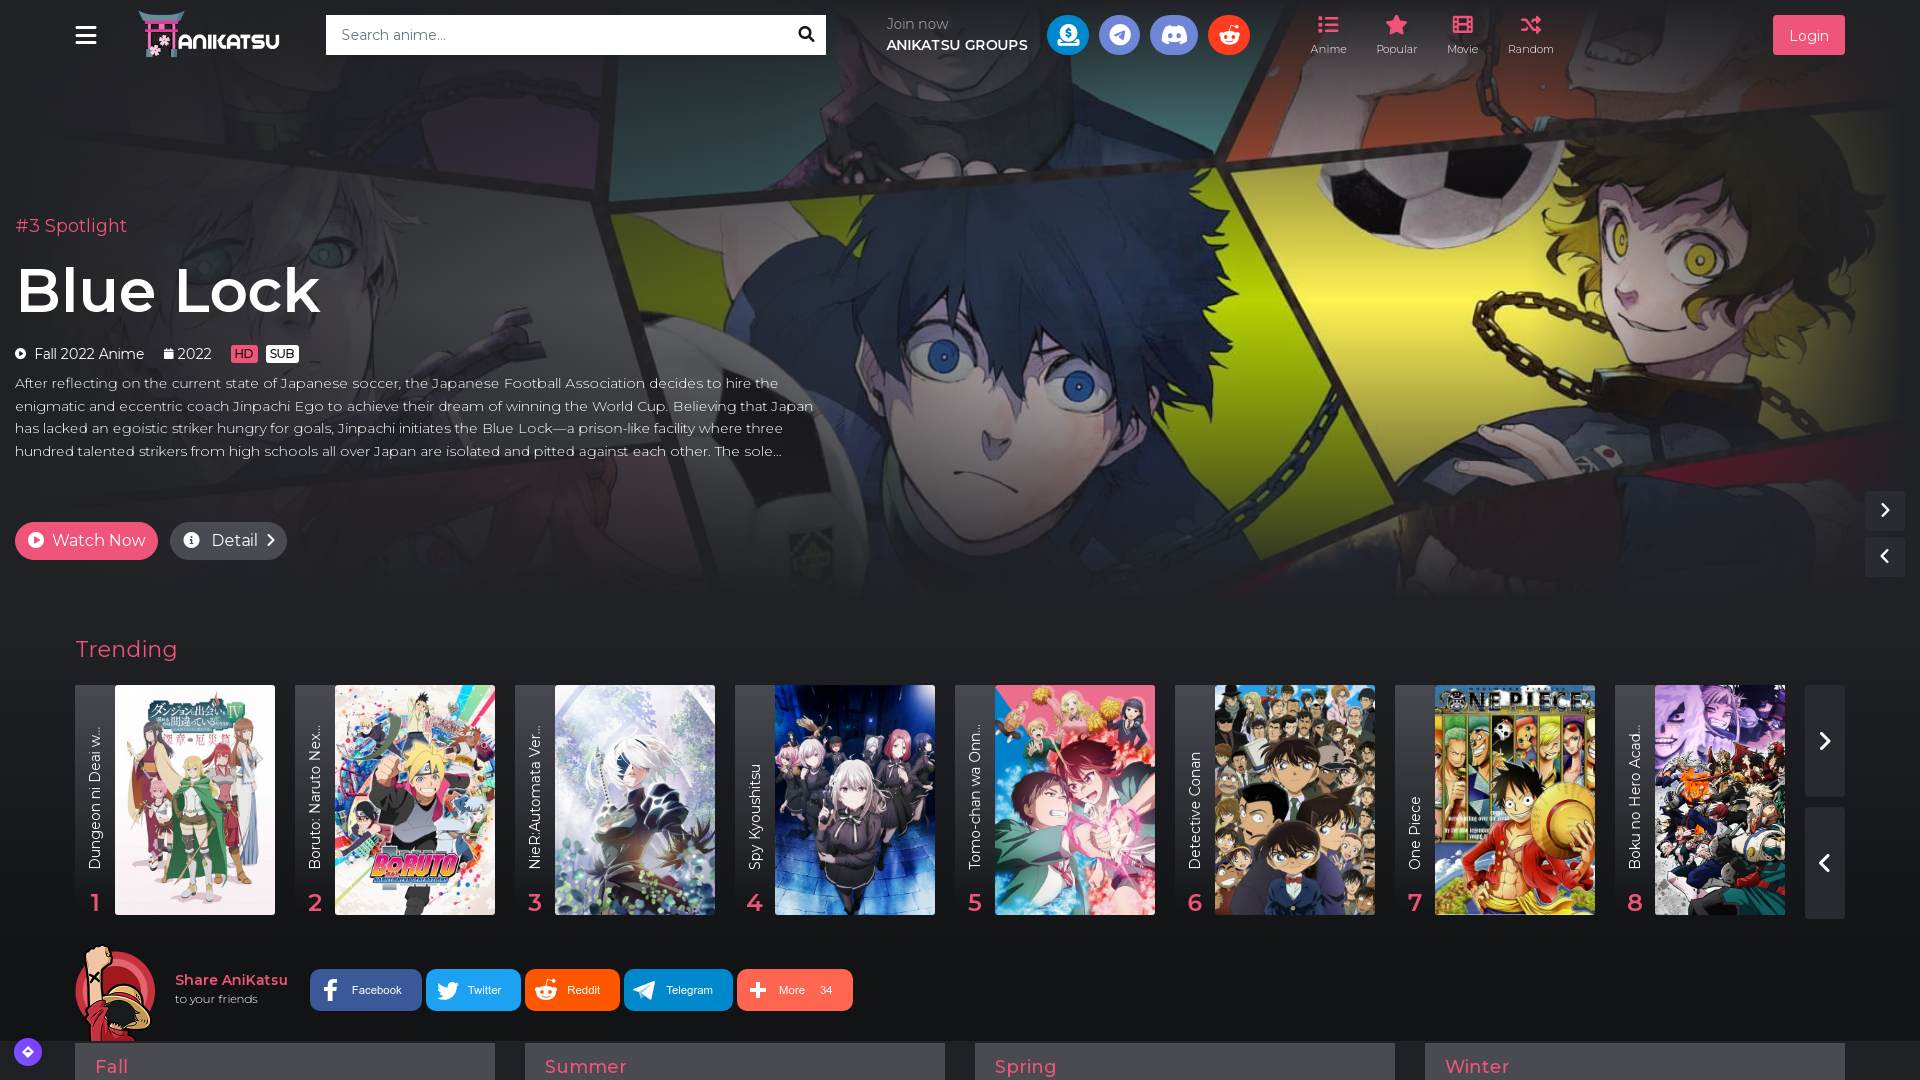 ANIKATSU
Search anime...
Join now
ANIKATSU GROUPS
Anime
Popular
Movie
Random
Login
#3 Spotlight
Blue Lock
Fall 2022 Anime
2022
HD
SUB
After reflecting on the current state of Japanese soccer, the Japanese Football Association decides to hire the
enigmatic and eccentric coach Jinpachi Ego to achieve their dream of winning the World Cup. Believing that Japan
has lacked an egoistic striker hungry for goals, Jinpachi initiates the Blue Lock—a prison-like facility where three
hundred talented strikers from high schools all over Japan are isolated and pitted against each other. The sole...
Watch Now
Detail
Trending
Dungeon ni Deai w...
1
Boruto: Naruto Nex...
2
BORUTO
NieR:Automata Ver...
3
Spy Kyoushitsu
4
Tomo-chan wa Onn...
5
Detective Conan
6
One Piece
7
ONE PIECE
Boku no Hero Acad...
8
Share AniKatsu
to your friends
Facebook
Twitter
Reddit
Telegram
More
34
Fall
Summer
Spring
Winter